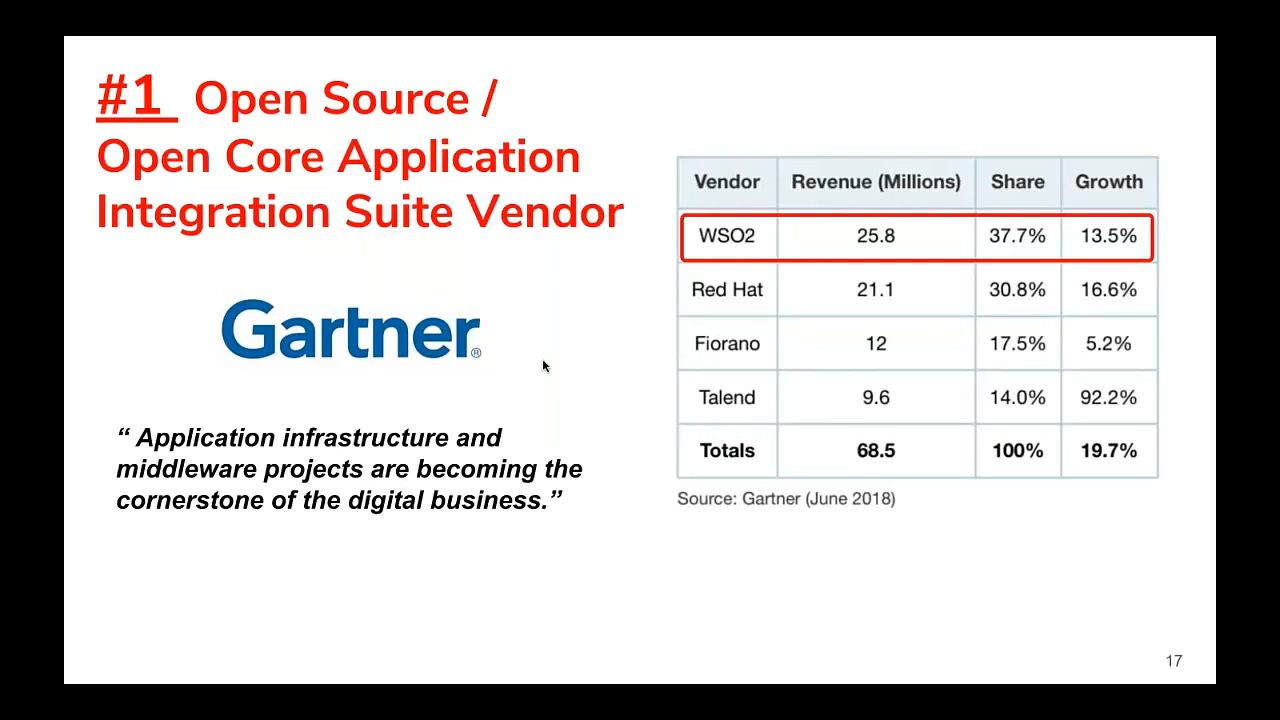 #1 Open Source /
Open Core Application
Integration Suite Vendor
Gartner®
“ Application infrastructure and
middleware projects are becoming the
cornerstone of the digital business.”
Vendor Revenue (Millions) Share Growth
WSO2 25.8 37.7% 13.5%
Red Hat 21.1 30.8% 16.6%
Fiorano 12 17.5% 5.2%
Talend 9.6 14.0% 92.2%
Totals 68.5 100% 19.7%
Source: Gartner (June 2018)
17